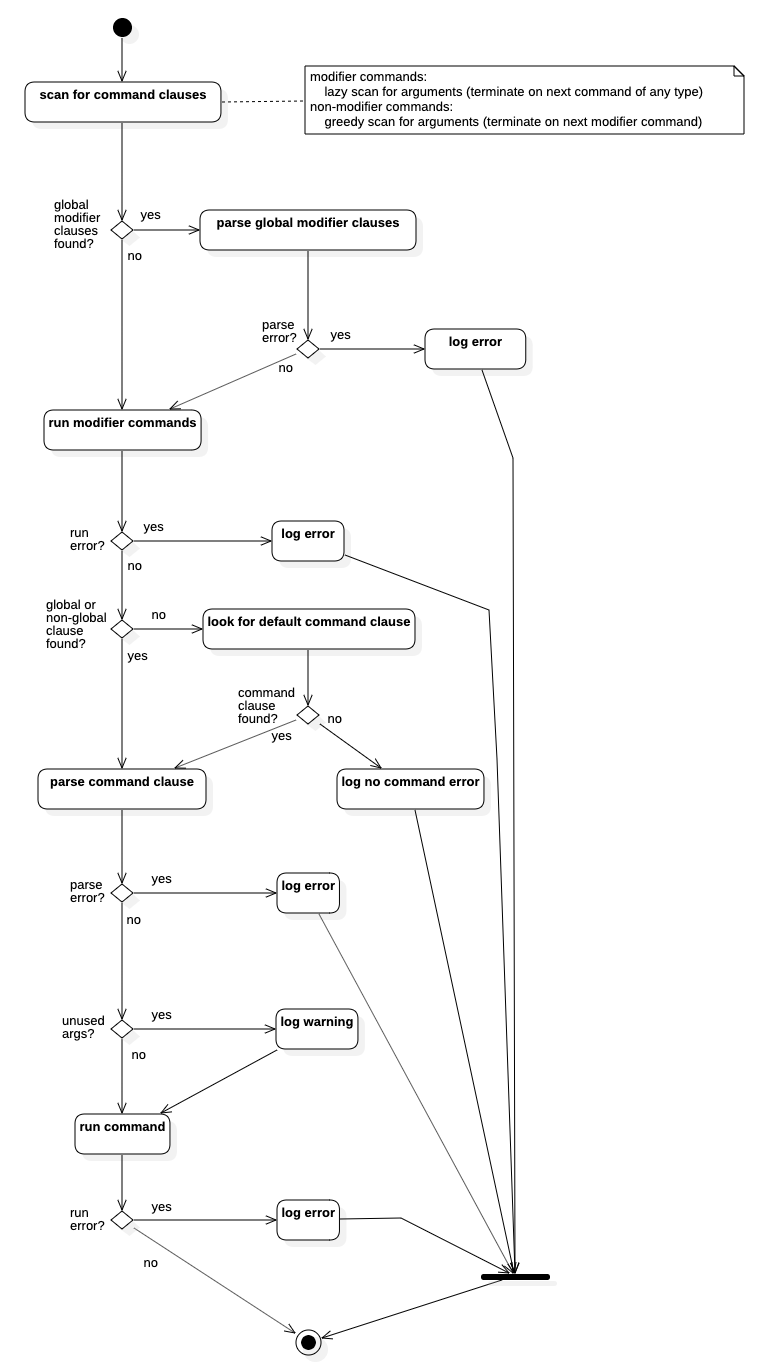 scan for command clauses
modifier commands:
lazy scan for arguments (terminate on next command of any type)
non-modifier commands:
greedy scan for arguments (terminate on next modifier command)
global
modifier
clauses
found?
yes
no
parse global modifier clauses
parse
error?
yes
no
log error
run modifier commands
run
error?
yes
no
log error
global or
non-global
clause
found?
no
yes
look for default command clause
command
clause
found?
no
yes
parse command clause
log no command error
parse
error?
yes
no
log error
unused
args?
yes
no
log warning
run command
run
error?
yes
no
log error